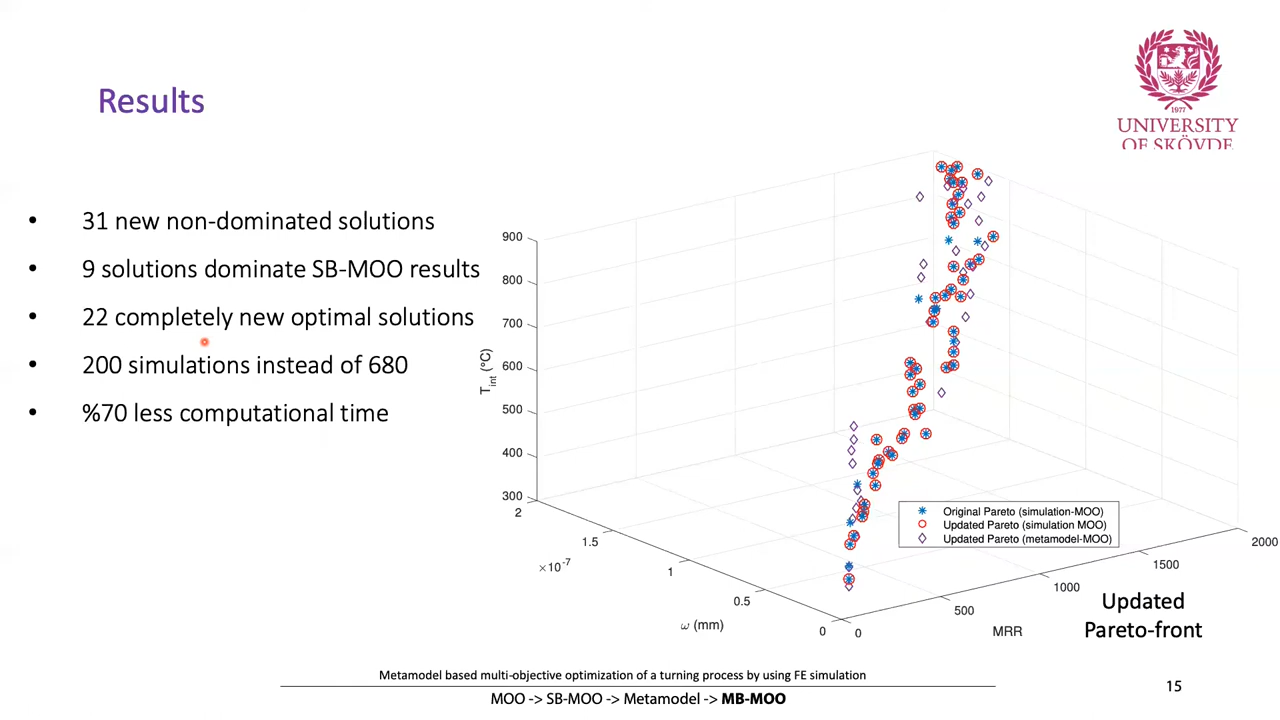 Results
1977
UNIVERSITY
OF SKÖVDE
• 31 new non-dominated solutions
• 9 solutions dominate SB-MOO results
• 22 completely new optimal solutions
• 200 simulations instead of 680
• %70 less computational time
900
800
700
600
500
400
300
T_int (°C)
2
1.5
1
0.5
0
×10^-7
ω (mm)
0
500
1000
1500
2000
MRR
Original Pareto (simulation-MOO)
Updated Pareto (simulation MOO)
Updated Pareto (metamodel-MOO)
Updated
Pareto-front
Metamodel based multi-objective optimization of a turning process by using FE simulation
MOO -> SB-MOO -> Metamodel -> MB-MOO
15